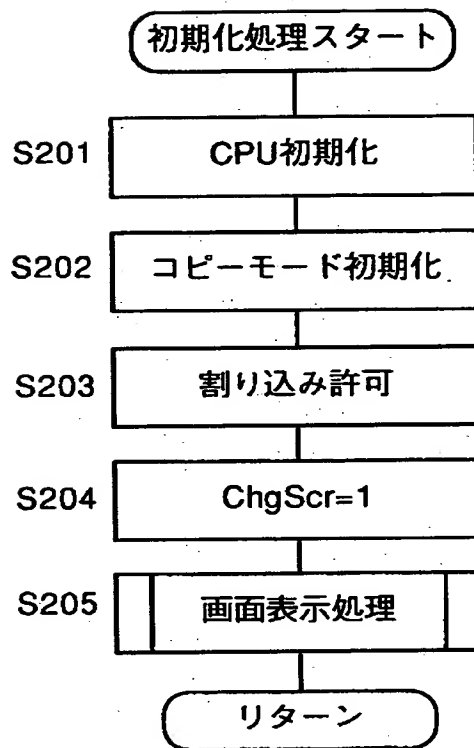 初期化処理スタート
S201 CPU初期化
S202 コピーモード初期化
S203 割り込み許可
S204 ChgScr=1
S205 画面表示処理
リターン